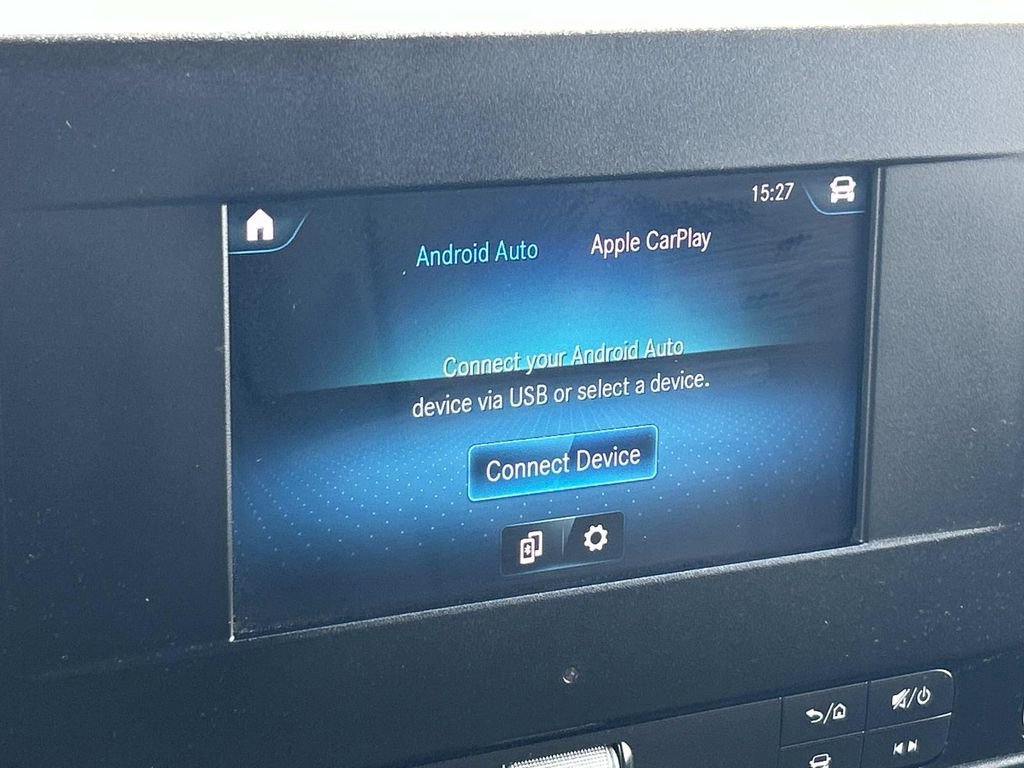 15:27
Android Auto Apple CarPlay
Connect your Android Auto
device via USB or select a device.
Connect Device